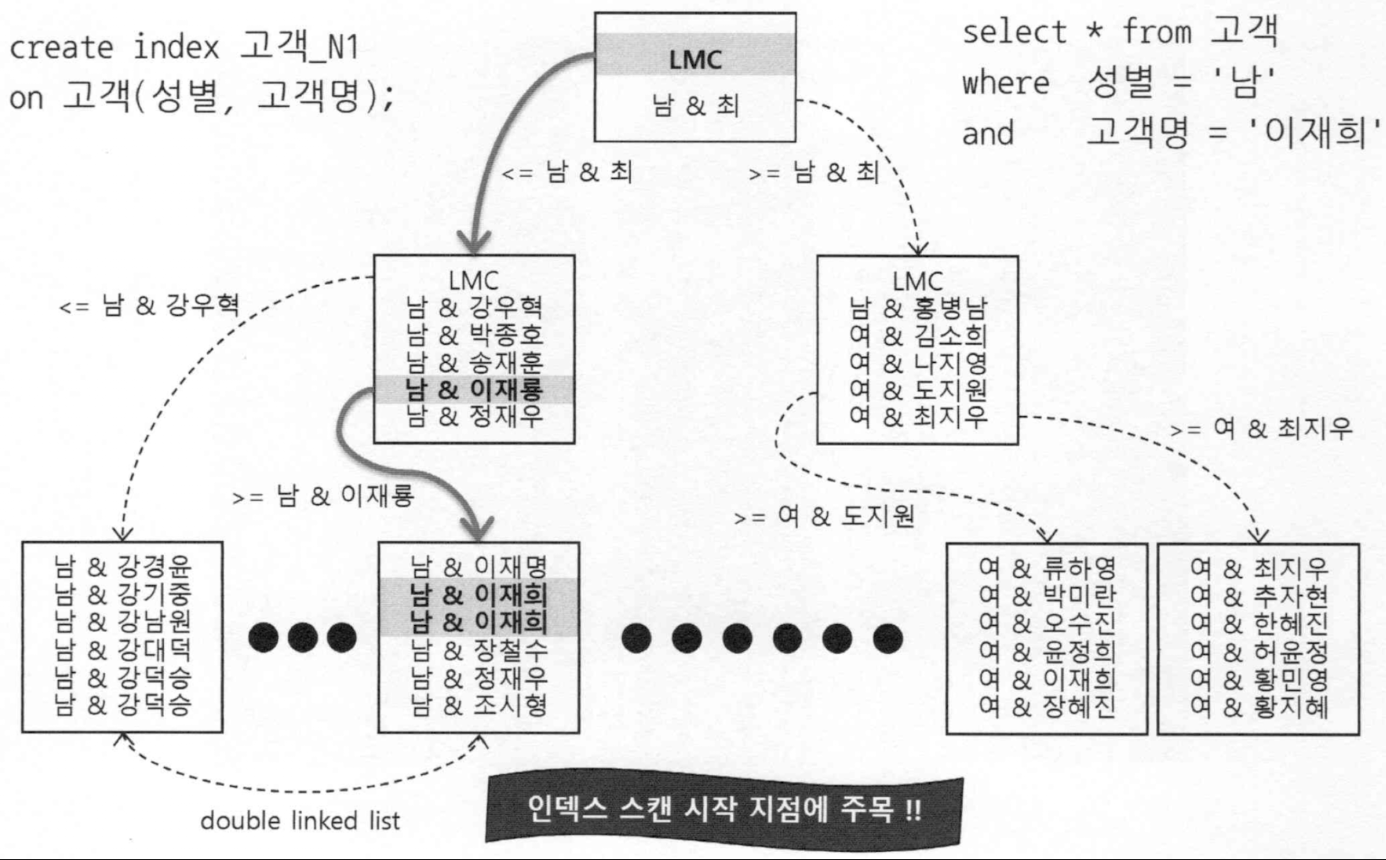 create index 고객_N1
on 고객(성별, 고객명);
select * from 고객
where 성별 = '남'
and 고객명 = '이재희'
LMC
남 & 최
<= 남 & 최
>= 남 & 최
LMC
남 & 강우혁
남 & 박종호
남 & 송재훈
남 & 이재룡
남 & 정재우
LMC
남 & 홍병남
여 & 김소희
여 & 나지영
여 & 도지원
여 & 최지우
<= 남 & 강우혁
>= 남 & 이재룡
>= 여 & 도지원
>= 여 & 최지우
남 & 강경윤
남 & 강기중
남 & 강남원
남 & 강대덕
남 & 강덕승
남 & 강덕승
남 & 이재명
남 & 이재희
남 & 이재희
남 & 장철수
남 & 정재우
남 & 조시형
여 & 류하영
여 & 박미란
여 & 오수진
여 & 윤정희
여 & 이재희
여 & 장혜진
여 & 최지우
여 & 추자현
여 & 한혜진
여 & 허윤정
여 & 황민영
여 & 황지혜
double linked list
인덱스 스캔 시작 지점에 주목 !!